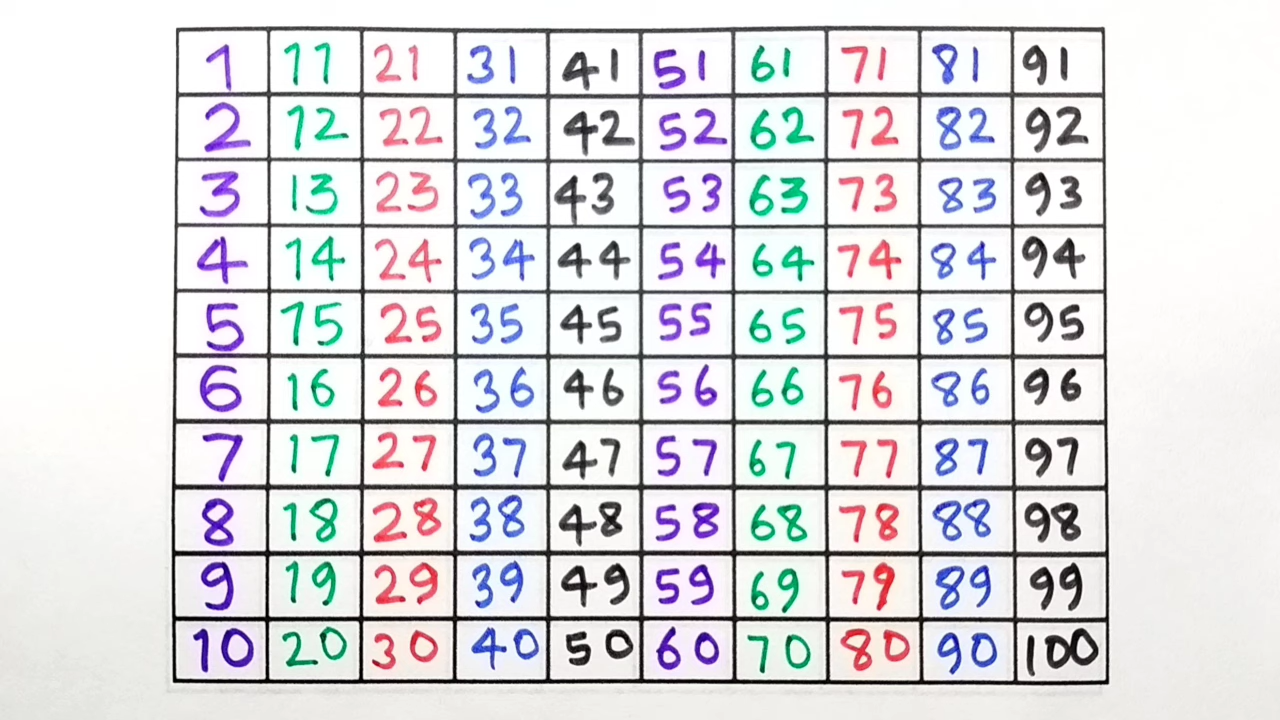 1 11 21 31 41 51 61 71 81 91
2 12 22 32 42 52 62 72 82 92
3 13 23 33 43 53 63 73 83 93
4 14 24 34 44 54 64 74 84 94
5 15 25 35 45 55 65 75 85 95
6 16 26 36 46 56 66 76 86 96
7 17 27 37 47 57 67 77 87 97
8 18 28 38 48 58 68 78 88 98
9 19 29 39 49 59 69 79 89 99
10 20 30 40 50 60 70 80 90 100